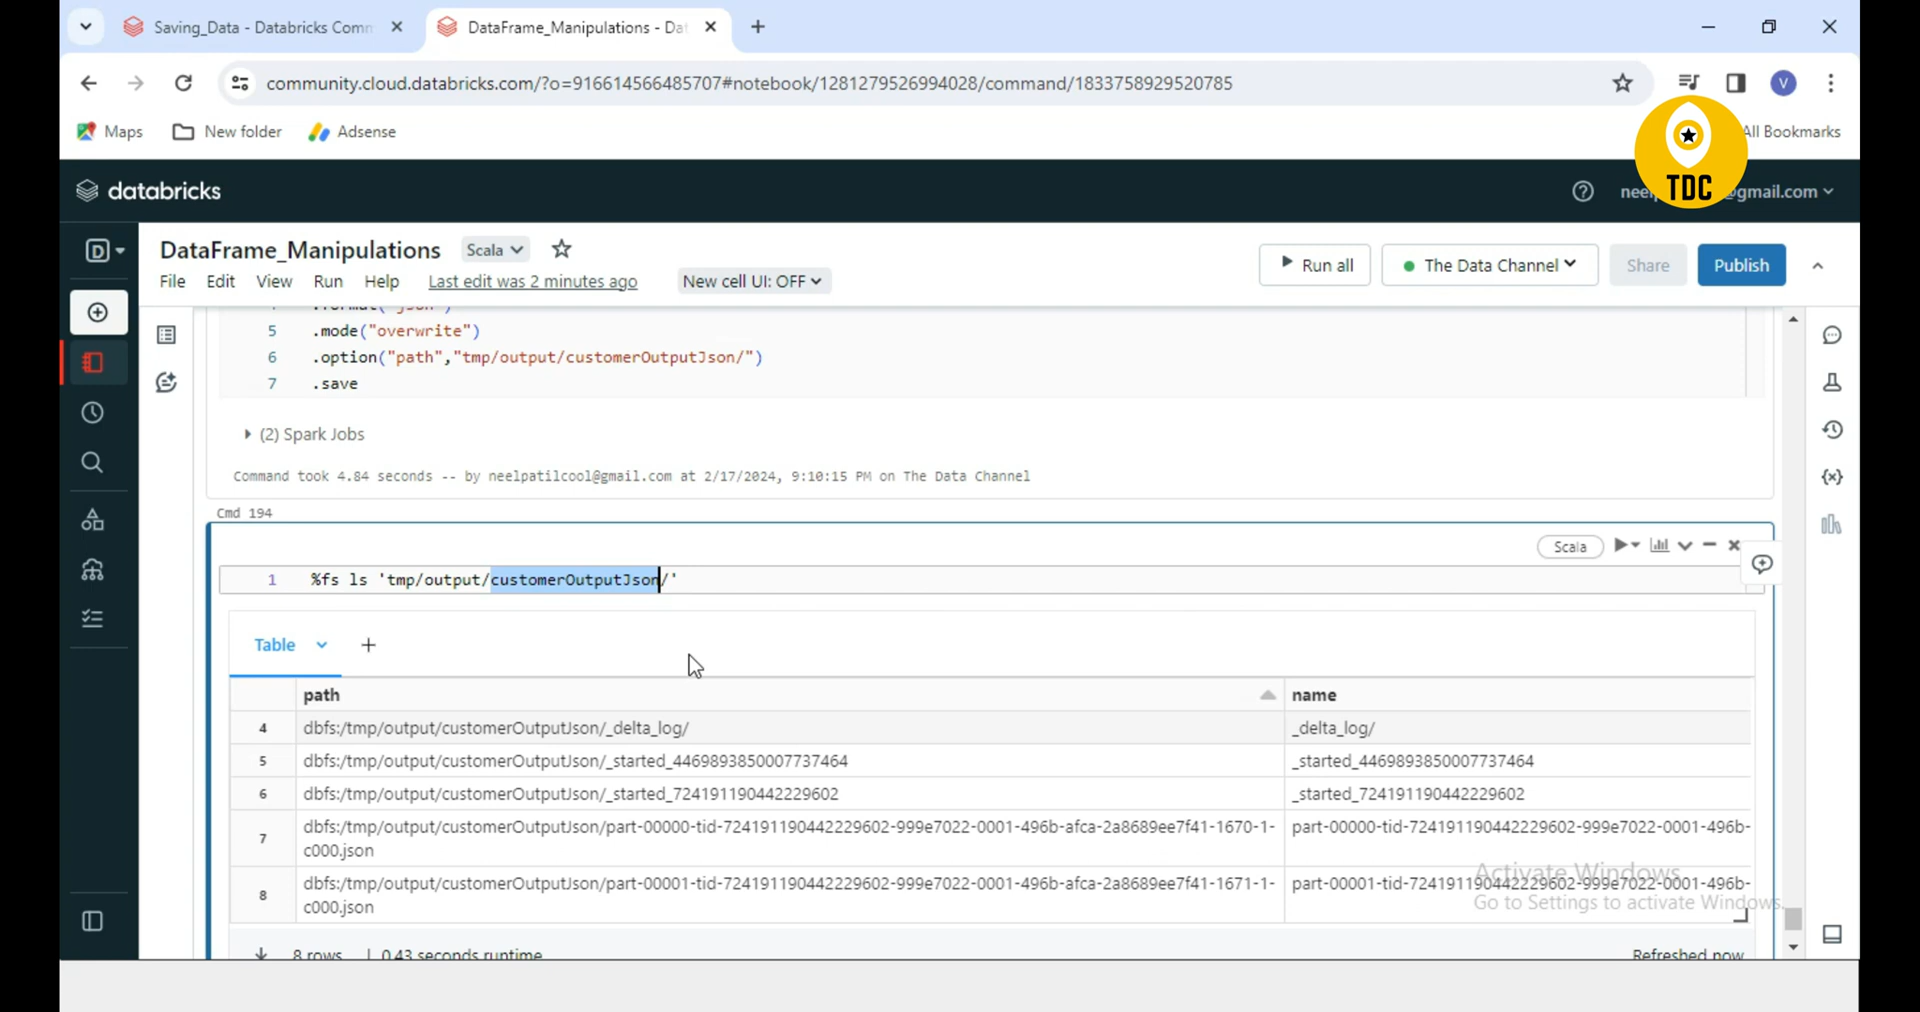 Saving_Data - Databricks Comm
DataFrame_Manipulations - Dat
community.cloud.databricks.com/?o=916614566485707#notebook/1281279526994028/command/1833758929520785
V
Maps
New folder
Adsense
All Bookmarks
TDC
databricks
neelp
@gmail.com
DataFrame_Manipulations
Scala
Run all
The Data Channel
Share
Publish
File Edit View Run Help Last edit was 2 minutes ago New cell UI: OFF
4 .format("json")
5 .mode("overwrite")
6 .option("path","tmp/output/customerOutputJson/")
7 .save
(2) Spark Jobs
Command took 4.84 seconds -- by neelpatilcool@gmail.com at 2/17/2024, 9:10:15 PM on The Data Channel
Cmd 194
Scala
1 %fs ls 'tmp/output/customerOutputJson/'
Table +
path name
4 dbfs:/tmp/output/customerOutputJson/_delta_log/ _delta_log/
5 dbfs:/tmp/output/customerOutputJson/_started_4469893850007737464 _started_4469893850007737464
6 dbfs:/tmp/output/customerOutputJson/_started_724191190442229602 _started_724191190442229602
7 dbfs:/tmp/output/customerOutputJson/part-00000-tid-724191190442229602-999e7022-0001-496b-afca-2a8689ee7f41-1670-1- part-00000-tid-724191190442229602-999e7022-0001-496b-
c000.json
8 dbfs:/tmp/output/customerOutputJson/part-00001-tid-724191190442229602-999e7022-0001-496b-afca-2a8689ee7f41-1671-1- part-00001-tid-724191190442229602-999e7022-0001-496b-
c000.json
Activate Windows
Go to Settings to activate Windows.
8 rows | 0.43 seconds runtime Refreshed now